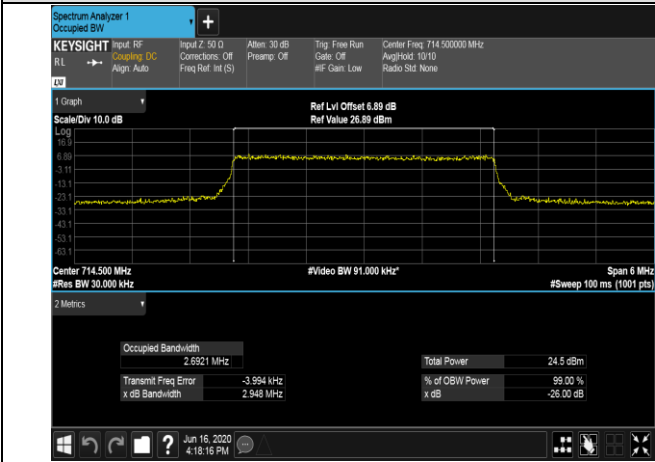 Spectrum Analyzer 1
Occupied BW
+
KEYSIGHT
RL
LXI
Input: RF
Coupling: DC
Align: Auto
Input Z: 50 Ω
Corrections: Off
Freq Ref: Int (S)
Atten: 30 dB
Preamp: Off
Trig: Free Run
Gate: Off
#IF Gain: Low
Center Freq: 714.500000 MHz
Avg|Hold: 10/10
Radio Std: None
1 Graph
Scale/Div 10.0 dB
Ref Lvl Offset 6.89 dB
Ref Value 26.89 dBm
Log
16.9
6.89
-3.11
-13.1
-23.1
-33.1
-43.1
-53.1
-63.1
Center 714.500 MHz
#Video BW 91.000 kHz*
Span 6 MHz
#Res BW 30.000 kHz
#Sweep 100 ms (1001 pts)
2 Metrics
Occupied Bandwidth
2.6921 MHz
Total Power 24.5 dBm
Transmit Freq Error -3.994 kHz
% of OBW Power 99.00 %
x dB Bandwidth 2.948 MHz
x dB -26.00 dB
?
Jun 16, 2020
4:18:16 PM